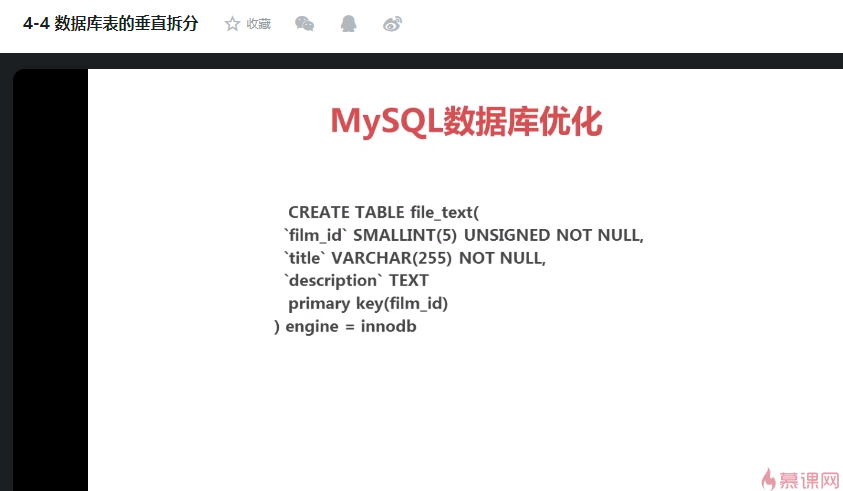 4-4 数据库表的垂直拆分 收藏
MySQL数据库优化
CREATE TABLE file_text(
`film_id` SMALLINT(5) UNSIGNED NOT NULL,
`title` VARCHAR(255) NOT NULL,
`description` TEXT
primary key(film_id)
) engine = innodb
慕课网